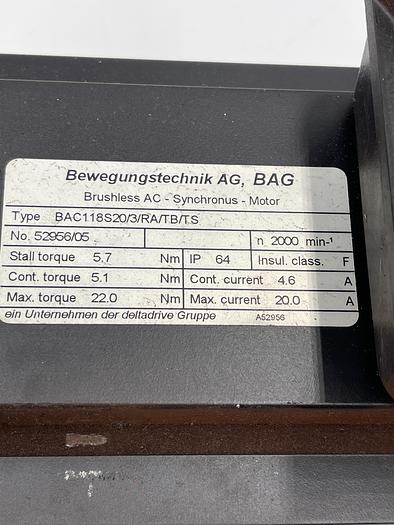 Bewegungstechnik AG, BAG
Brushless AC - Synchronus - Motor
Type BAC118S20/3/RA/TB/TS
No. 52956/05 n 2000 min⁻¹
Stall torque 5.7 Nm IP 64 Insul. class. F
Cont. torque 5.1 Nm Cont. current 4.6 A
Max. torque 22.0 Nm Max. current 20.0 A
ein Unternehmen der deltadrive Gruppe A52956